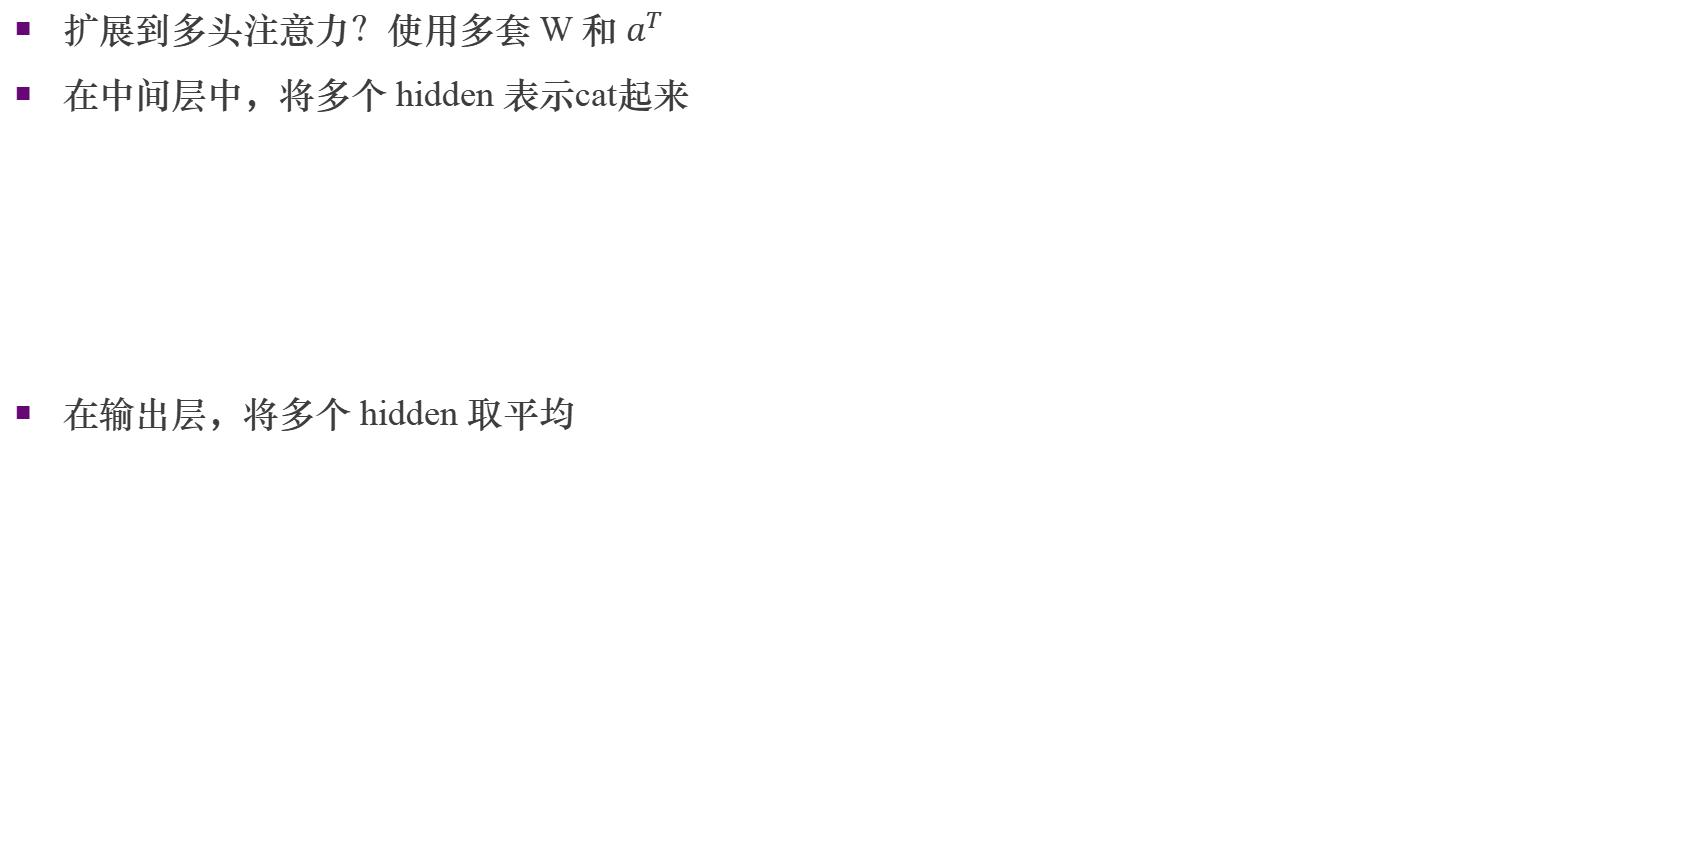 ▪ 扩展到多头注意力？使用多套 W 和 𝑎ᵀ
▪ 在中间层中，将多个 hidden 表示cat起来
▪ 在输出层，将多个 hidden 取平均